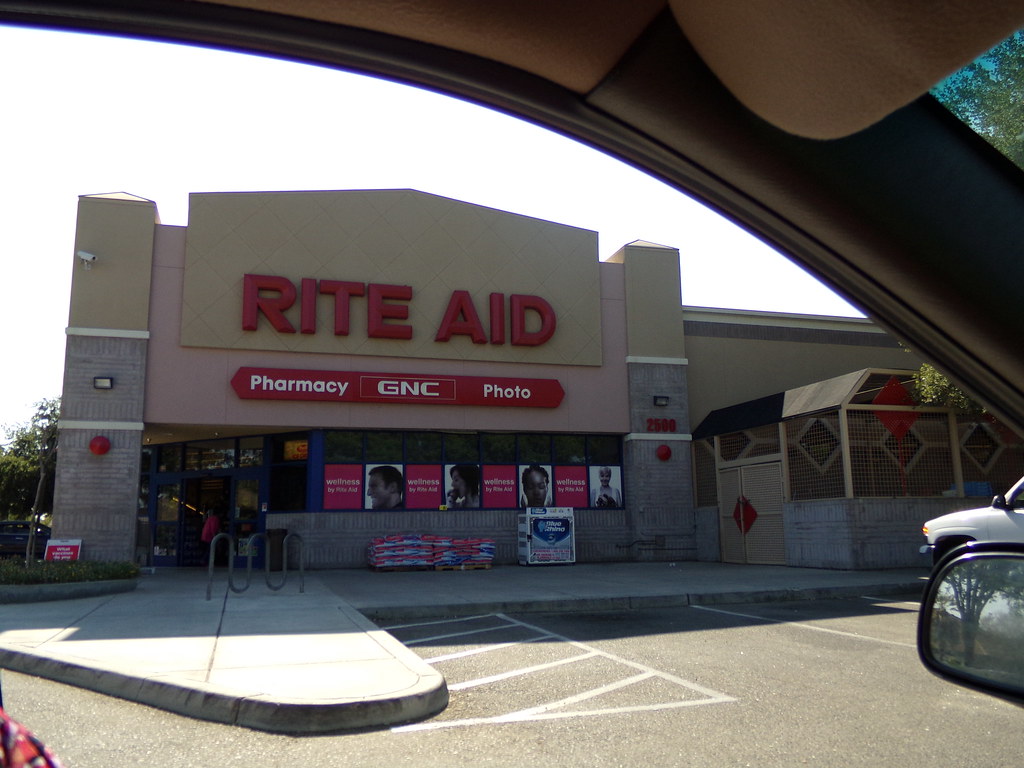 RITE AID
Pharmacy GNC Photo
2500
wellness
by Rite Aid
wellness
by Rite Aid
wellness
by Rite Aid
wellness
by Rite Aid